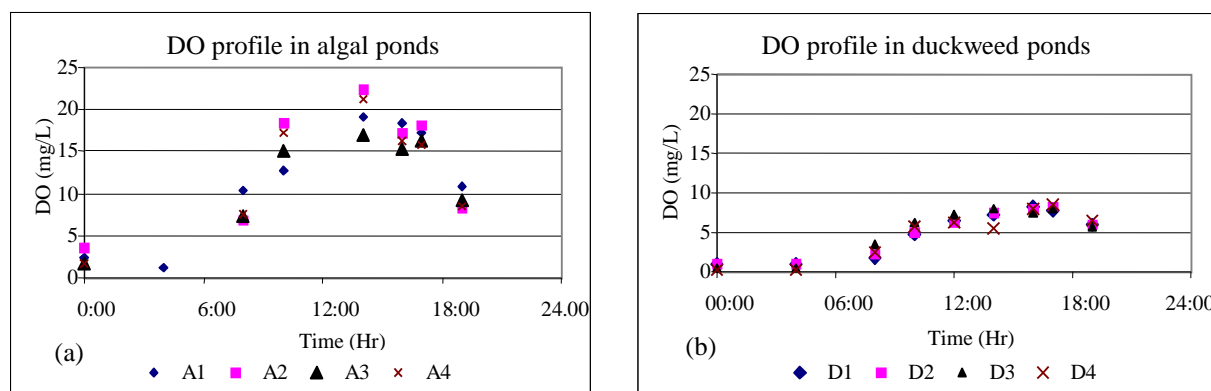 DO profile in algal ponds
25
20
15
10
5
0
DO (mg/L)
0:00 6:00 12:00 18:00 24.00
Time (Hr)
(a)
A1 A2 A3 A4
DO profile in duckweed ponds
25
20
15
10
5
0
DO (mg/L)
00:00 06:00 12:00 18:00 24:00
Time (Hr)
(b)
D1 D2 D3 D4